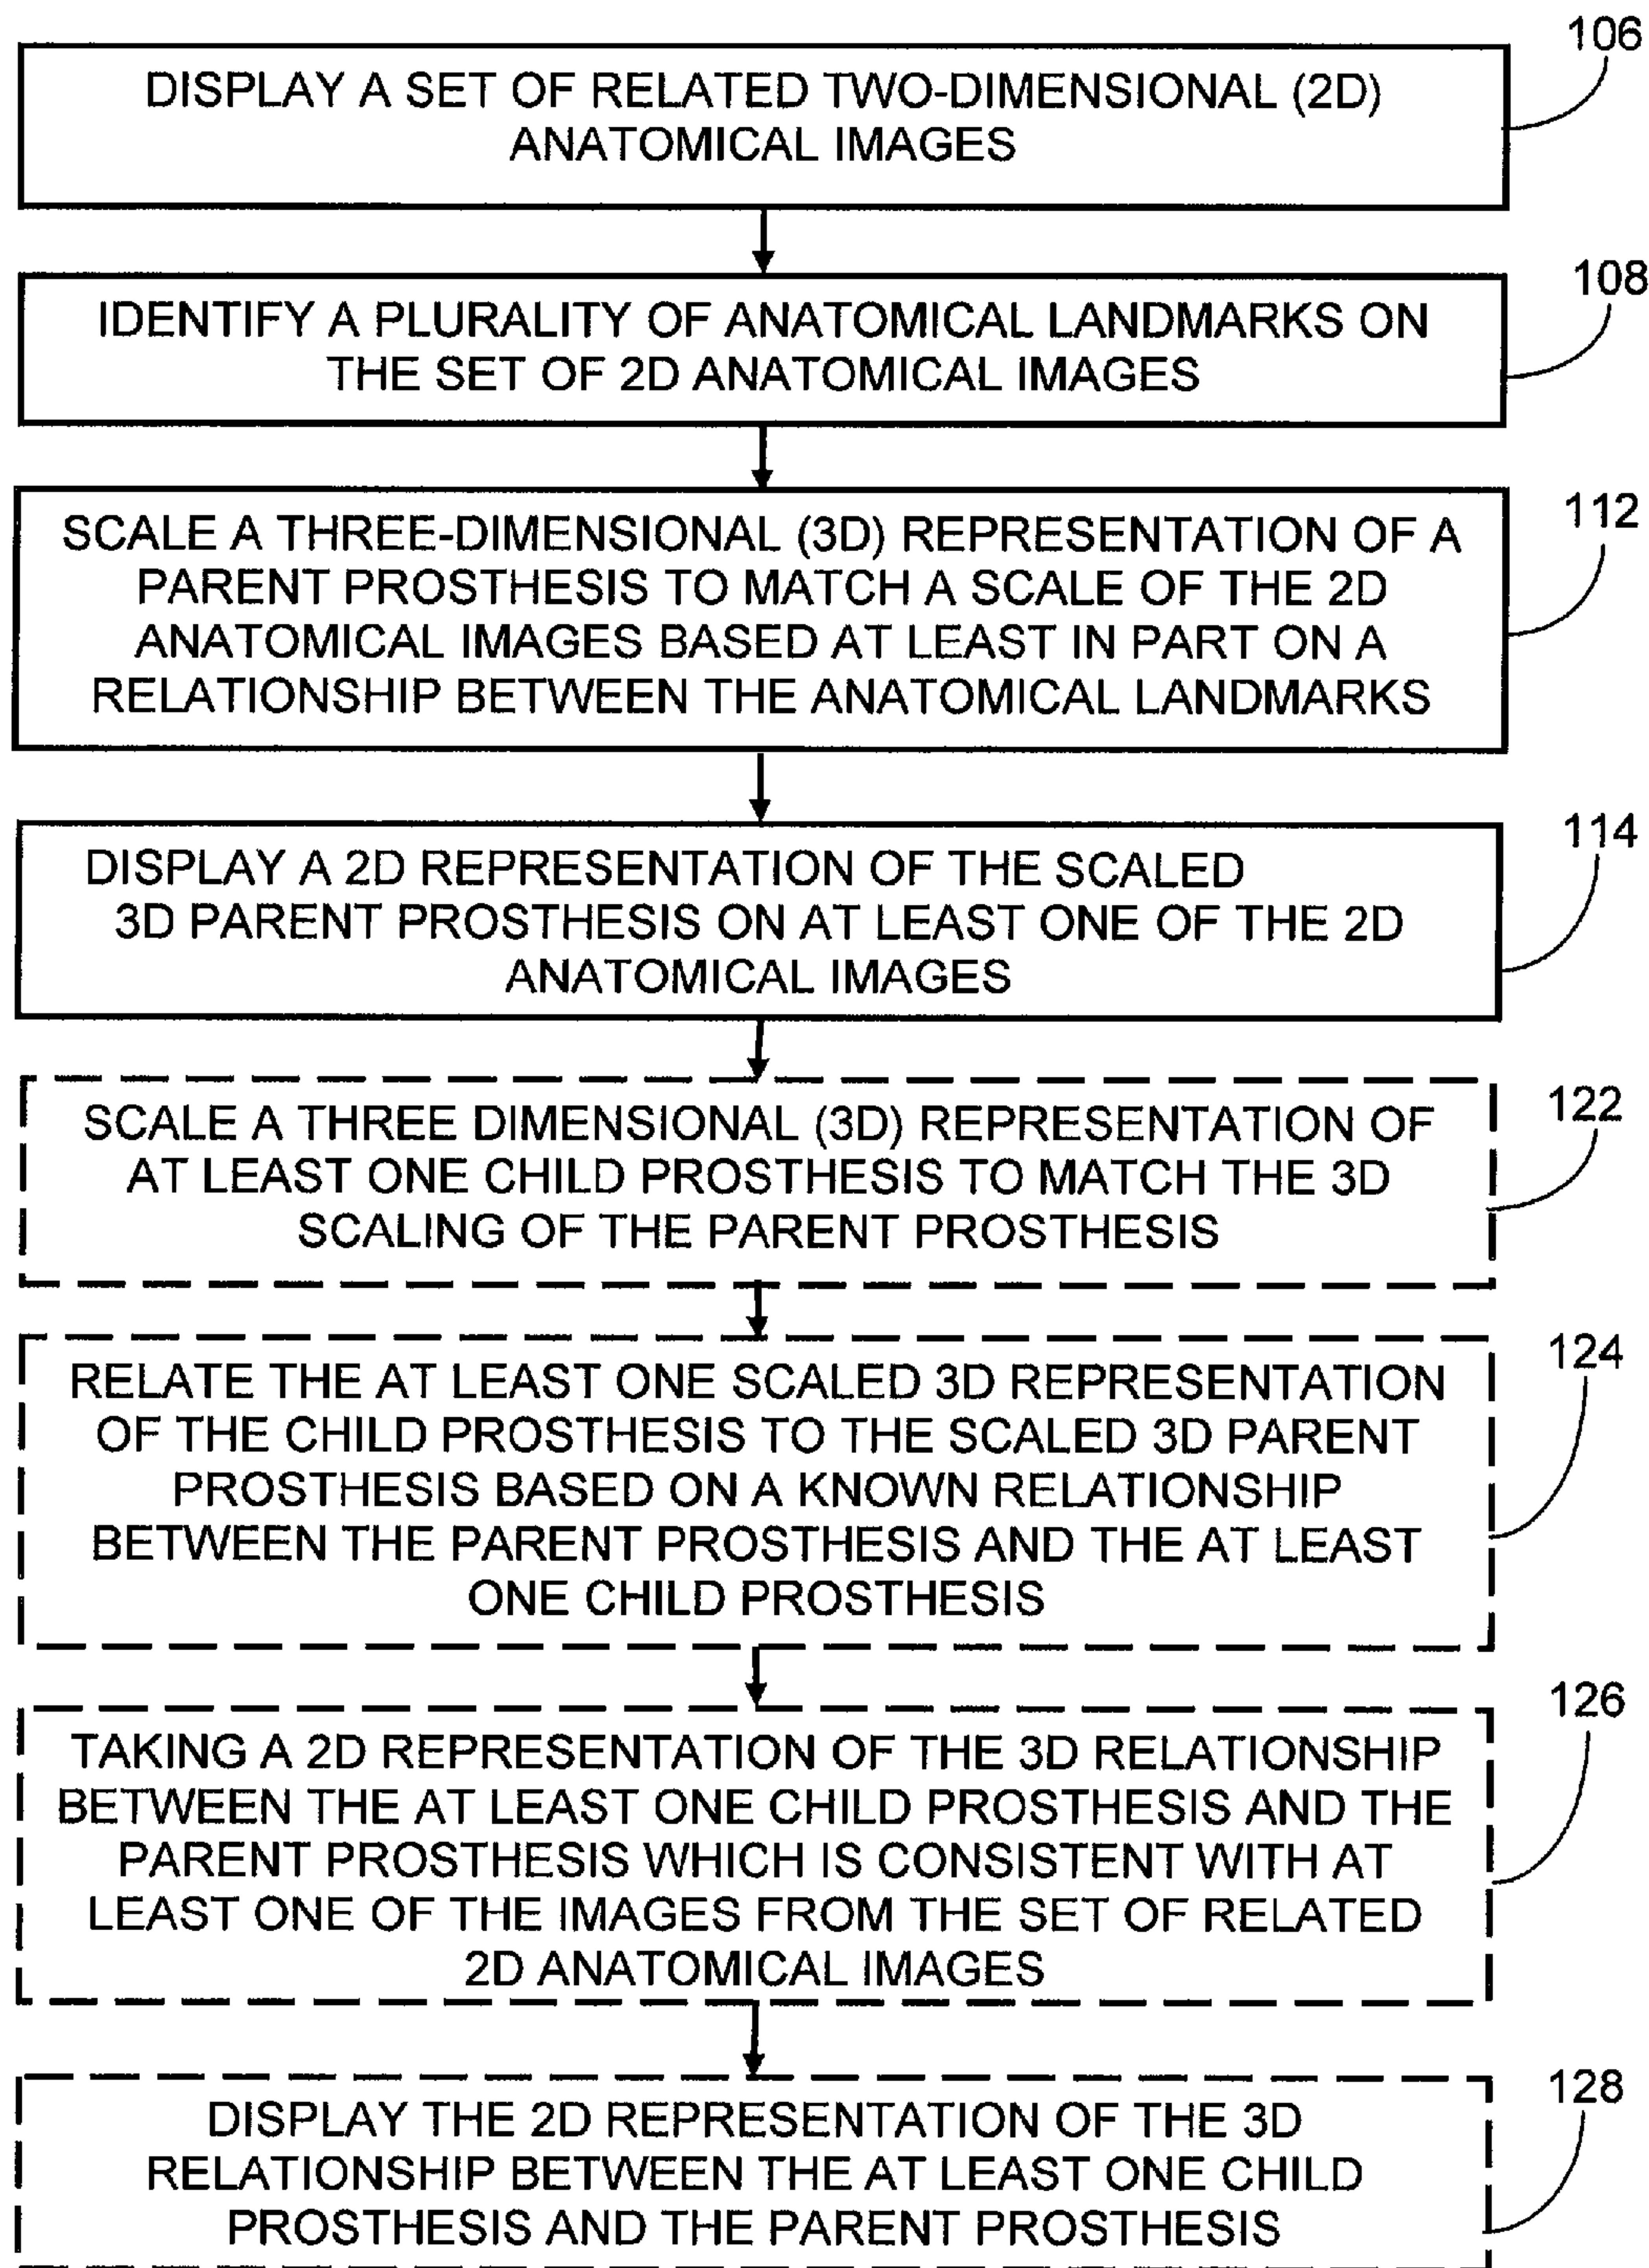 106
DISPLAY A SET OF RELATED TWO-DIMENSIONAL (2D)
ANATOMICAL IMAGES
108
IDENTIFY A PLURALITY OF ANATOMICAL LANDMARKS ON
THE SET OF 2D ANATOMICAL IMAGES
112
SCALE A THREE-DIMENSIONAL (3D) REPRESENTATION OF A
PARENT PROSTHESIS TO MATCH A SCALE OF THE 2D
ANATOMICAL IMAGES BASED AT LEAST IN PART ON A
RELATIONSHIP BETWEEN THE ANATOMICAL LANDMARKS
114
DISPLAY A 2D REPRESENTATION OF THE SCALED
3D PARENT PROSTHESIS ON AT LEAST ONE OF THE 2D
ANATOMICAL IMAGES
122
SCALE A THREE DIMENSIONAL (3D) REPRESENTATION OF
AT LEAST ONE CHILD PROSTHESIS TO MATCH THE 3D
SCALING OF THE PARENT PROSTHESIS
124
RELATE THE AT LEAST ONE SCALED 3D REPRESENTATION
OF THE CHILD PROSTHESIS TO THE SCALED 3D PARENT
PROSTHESIS BASED ON A KNOWN RELATIONSHIP
BETWEEN THE PARENT PROSTHESIS AND THE AT LEAST
ONE CHILD PROSTHESIS
126
TAKING A 2D REPRESENTATION OF THE 3D RELATIONSHIP
BETWEEN THE AT LEAST ONE CHILD PROSTHESIS AND THE
PARENT PROSTHESIS WHICH IS CONSISTENT WITH AT
LEAST ONE OF THE IMAGES FROM THE SET OF RELATED
2D ANATOMICAL IMAGES
128
DISPLAY THE 2D REPRESENTATION OF THE 3D
RELATIONSHIP BETWEEN THE AT LEAST ONE CHILD
PROSTHESIS AND THE PARENT PROSTHESIS